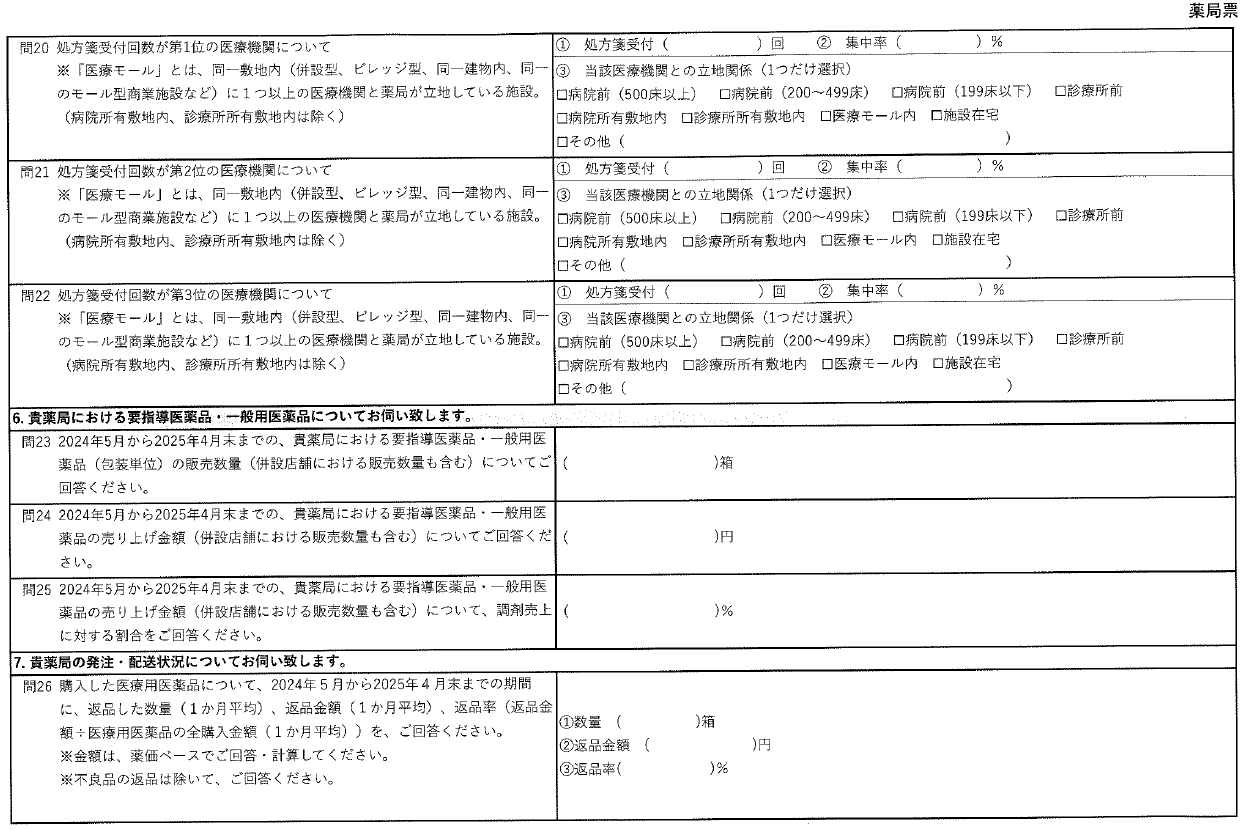 薬局票
問20 処方箋受付回数が第1位の医療機関について
※「医療モール」とは、同一敷地内（併設型、ビレッジ型、同一建物内、同一
のモール型商業施設など）に１つ以上の医療機関と薬局が立地している施設。
（病院所有敷地内、診療所所有敷地内は除く）
① 処方箋受付（ ）回 ② 集中率（ ）%
③ 当該医療機関との立地関係（1つだけ選択）
□病院前（500床以上） □病院前（200～499床） □病院前（199床以下） □診療所前
□病院所有敷地内 □診療所所有敷地内 □医療モール内 □施設在宅
□その他（ ）
問21 処方箋受付回数が第2位の医療機関について
※「医療モール」とは、同一敷地内（併設型、ビレッジ型、同一建物内、同一
のモール型商業施設など）に１つ以上の医療機関と薬局が立地している施設。
（病院所有敷地内、診療所所有敷地内は除く）
① 処方箋受付（ ）回 ② 集中率（ ）%
③ 当該医療機関との立地関係（1つだけ選択）
□病院前（500床以上） □病院前（200～499床） □病院前（199床以下） □診療所前
□病院所有敷地内 □診療所所有敷地内 □医療モール内 □施設在宅
□その他（ ）
問22 処方箋受付回数が第3位の医療機関について
※「医療モール」とは、同一敷地内（併設型、ビレッジ型、同一建物内、同一
のモール型商業施設など）に１つ以上の医療機関と薬局が立地している施設。
（病院所有敷地内、診療所所有敷地内は除く）
① 処方箋受付（ ）回 ② 集中率（ ）%
③ 当該医療機関との立地関係（1つだけ選択）
□病院前（500床以上） □病院前（200～499床） □病院前（199床以下） □診療所前
□病院所有敷地内 □診療所所有敷地内 □医療モール内 □施設在宅
□その他（ ）
6. 貴薬局における要指導医薬品・一般用医薬品についてお伺い致します。
問23 2024年5月から2025年4月末までの、貴薬局における要指導医薬品・一般用医
薬品（包装単位）の販売数量（併設店舗における販売数量も含む）についてご
回答ください。
( )箱
問24 2024年5月から2025年4月末までの、貴薬局における要指導医薬品・一般用医
薬品の売り上げ金額（併設店舗における販売数量も含む）についてご回答くだ
さい。
( )円
問25 2024年5月から2025年4月末までの、貴薬局における要指導医薬品・一般用医
薬品の売り上げ金額（併設店舗における販売数量も含む）について、調剤売上
に対する割合をご回答ください。
( )%
7. 貴薬局の発注・配送状況についてお伺い致します。
問26 購入した医療用医薬品について、2024年５月から2025年４月末までの期間
に、返品した数量（１か月平均）、返品金額（１か月平均）、返品率（返品金
額÷医療用医薬品の全購入金額（１か月平均））を、ご回答ください。
※金額は、薬価ベースでご回答・計算してください。
※不良品の返品は除いて、ご回答ください。
①数量 ( )箱
②返品金額 ( )円
③返品率( )%